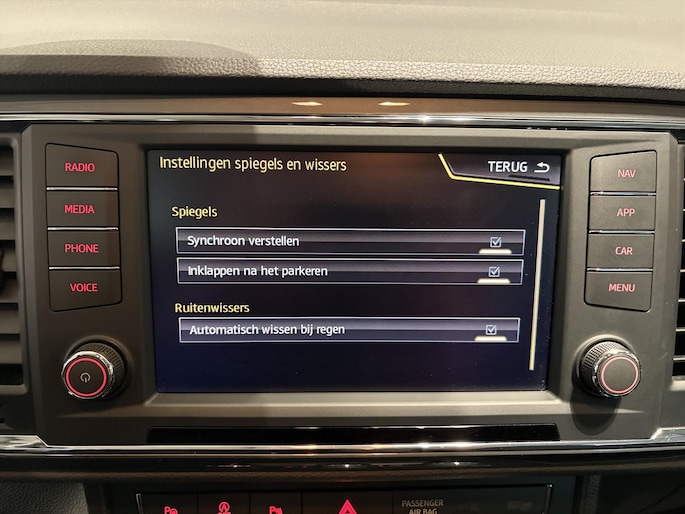 Instellingen spiegels en wissers
TERUG
Spiegels
Synchroon verstellen
Inklappen na het parkeren
Ruitenwissers
Automatisch wissen bij regen
RADIO
MEDIA
PHONE
VOICE
NAV
APP
CAR
MENU
PASSENGER
AIR BAG